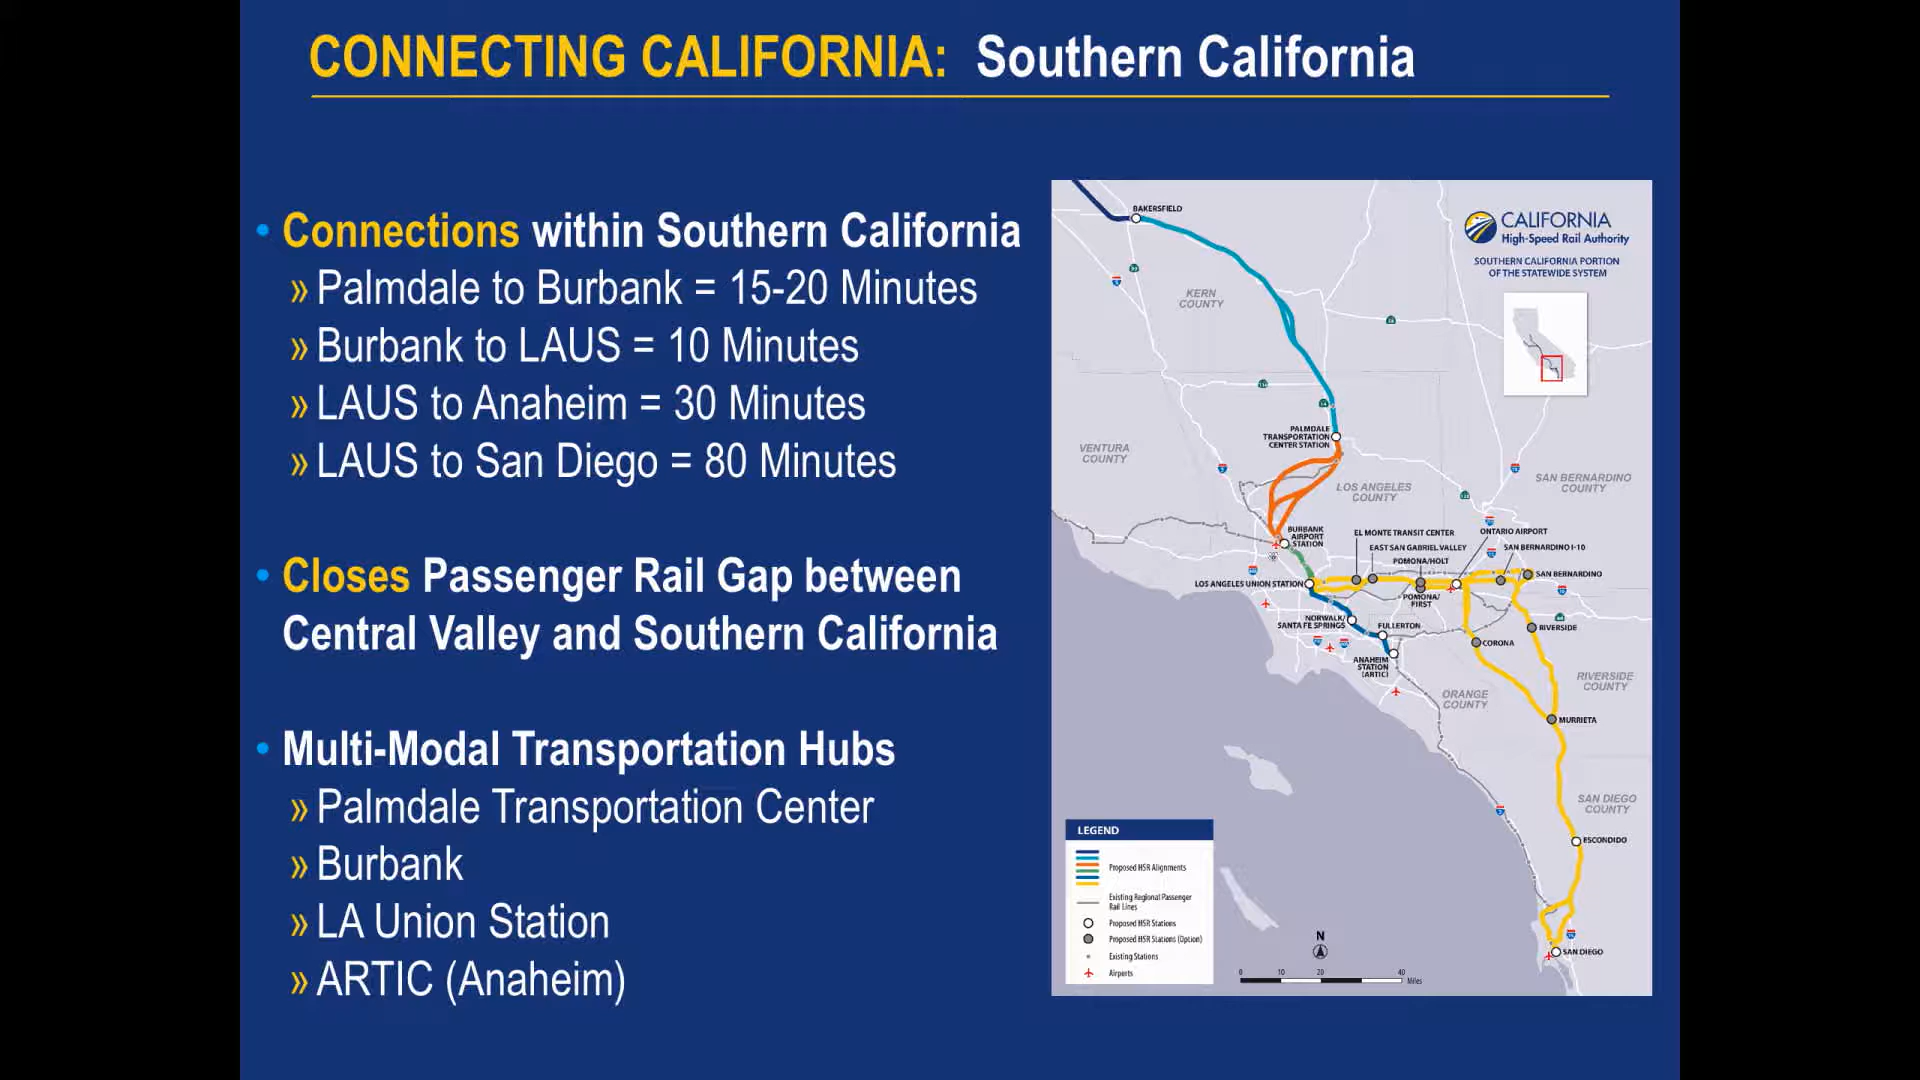 CONNECTING CALIFORNIA: Southern California
• Connections within Southern California
» Palmdale to Burbank = 15-20 Minutes
» Burbank to LAUS = 10 Minutes
» LAUS to Anaheim = 30 Minutes
» LAUS to San Diego = 80 Minutes
• Closes Passenger Rail Gap between
Central Valley and Southern California
• Multi-Modal Transportation Hubs
» Palmdale Transportation Center
» Burbank
» LA Union Station
» ARTIC (Anaheim)
CALIFORNIA
High-Speed Rail Authority
SOUTHERN CALIFORNIA PORTION
OF THE STATEWIDE SYSTEM
BAKERSFIELD
KERN
COUNTY
PALMDALE
TRANSPORTATION
CENTER STATION
VENTURA
COUNTY
LOS ANGELES
COUNTY
SAN BERNARDINO
COUNTY
BURBANK
AIRPORT
STATION
EL MONTE TRANSIT CENTER
ONTARIO AIRPORT
EAST SAN GABRIEL VALLEY
SAN BERNARDINO I-10
POMONA/HOLT
SAN BERNARDINO
LOS ANGELES UNION STATION
POMONA/
FIRST
NORWALK/
SANTA FE SPRINGS
FULLERTON
RIVERSIDE
CORONA
ANAHEIM
STATION
(ARTIC)
RIVERSIDE
COUNTY
ORANGE
COUNTY
MURRIETA
SAN DIEGO
COUNTY
ESCONDIDO
SAN DIEGO
LEGEND
Proposed HSR Alignments
Existing Regional Passenger
Rail Lines
Proposed HSR Stations
Proposed HSR Stations (Option)
Existing Stations
Airports
N
0 10 20 40
Miles